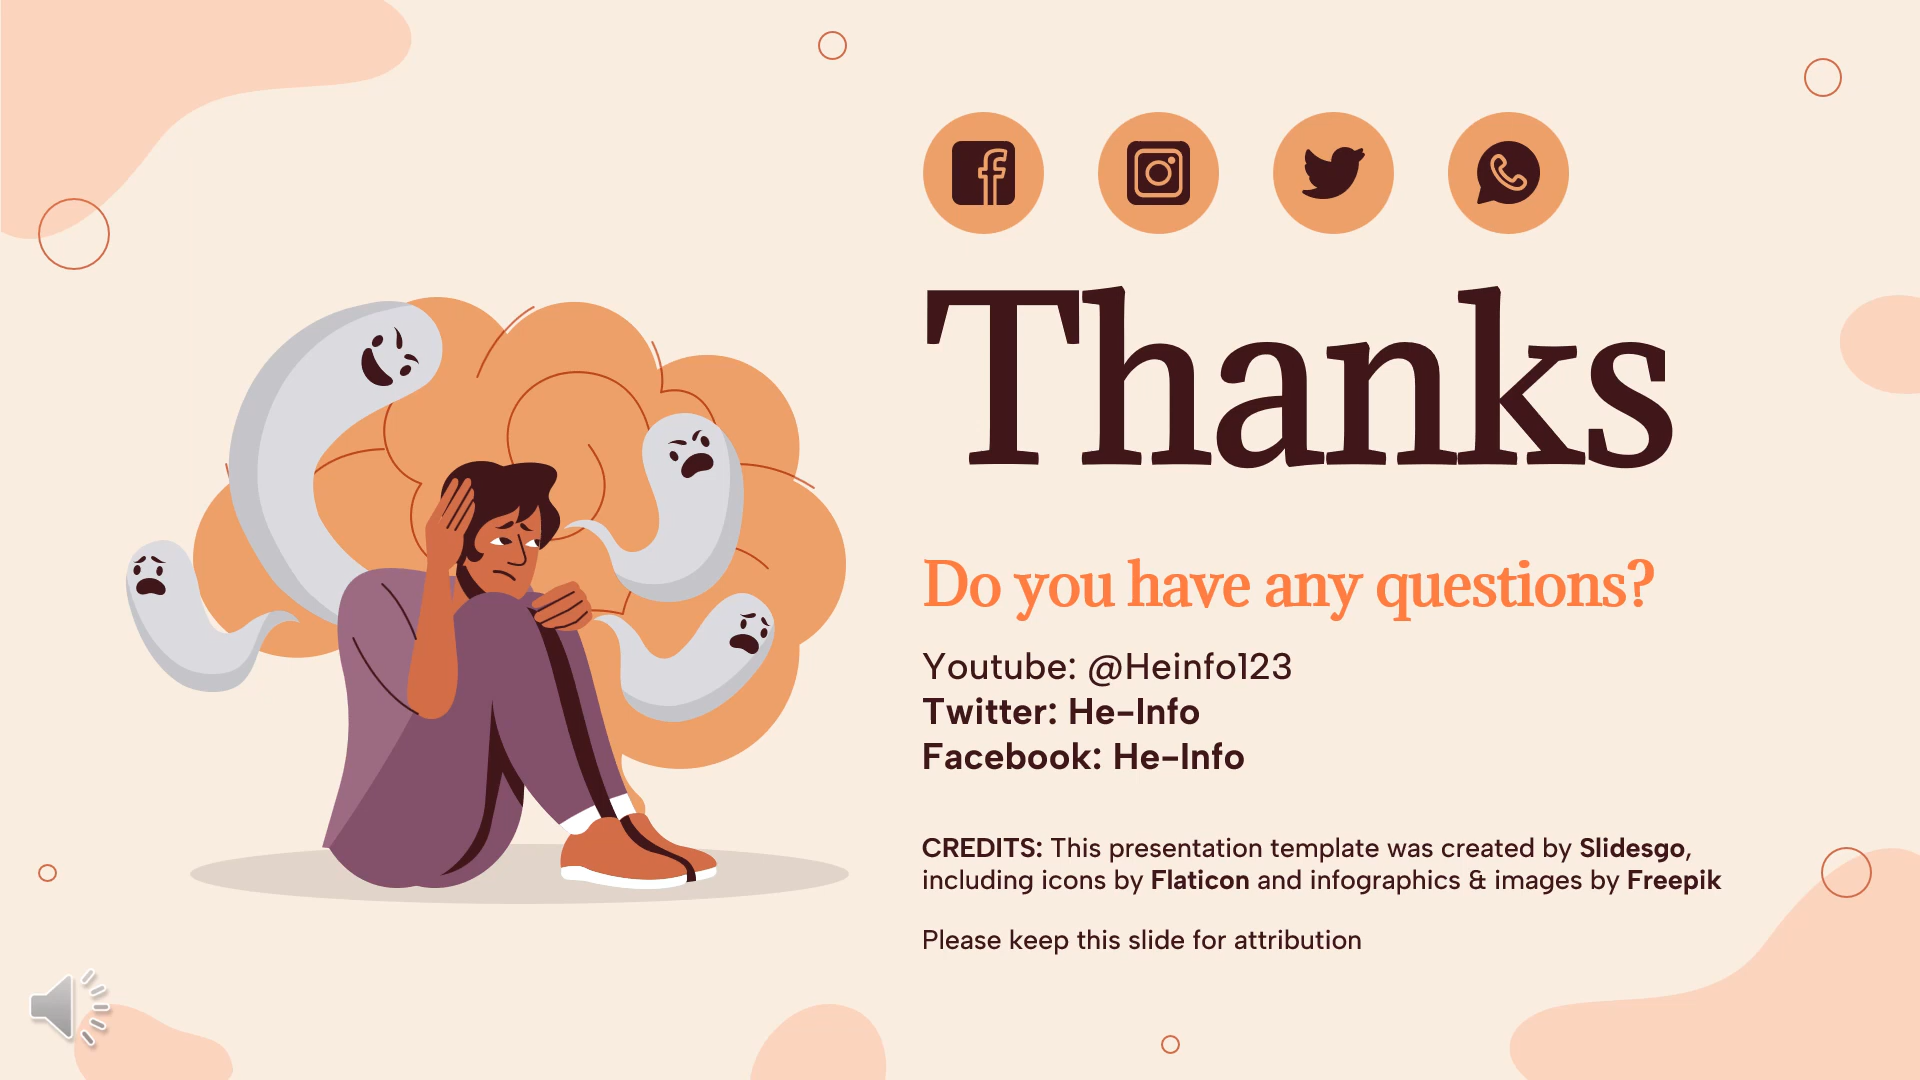 Thanks
Do you have any questions?
Youtube: @Heinfo123
Twitter: He-Info
Facebook: He-Info
CREDITS: This presentation template was created by Slidesgo,
including icons by Flaticon and infographics & images by Freepik
Please keep this slide for attribution